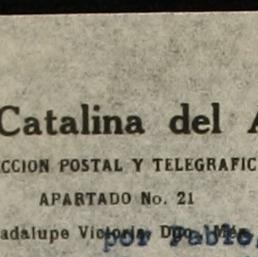 Catalina del A
CCION POSTAL Y TELEGRAFIC
APARTADO No. 21
adalupe Victoria, Dgo., Méx.
por Pablo,